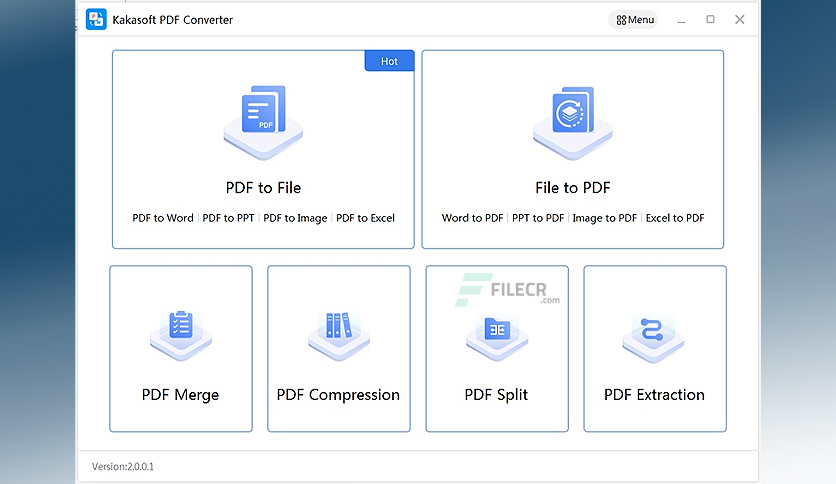 Kakasoft PDF Converter
Menu
Hot
PDF
PDF to File
PDF to Word | PDF to PPT | PDF to Image | PDF to Excel
File to PDF
Word to PDF | PPT to PDF | Image to PDF | Excel to PDF
FILECR
.com
PDF Merge
PDF Compression
PDF Split
PDF Extraction
Version:2.0.0.1